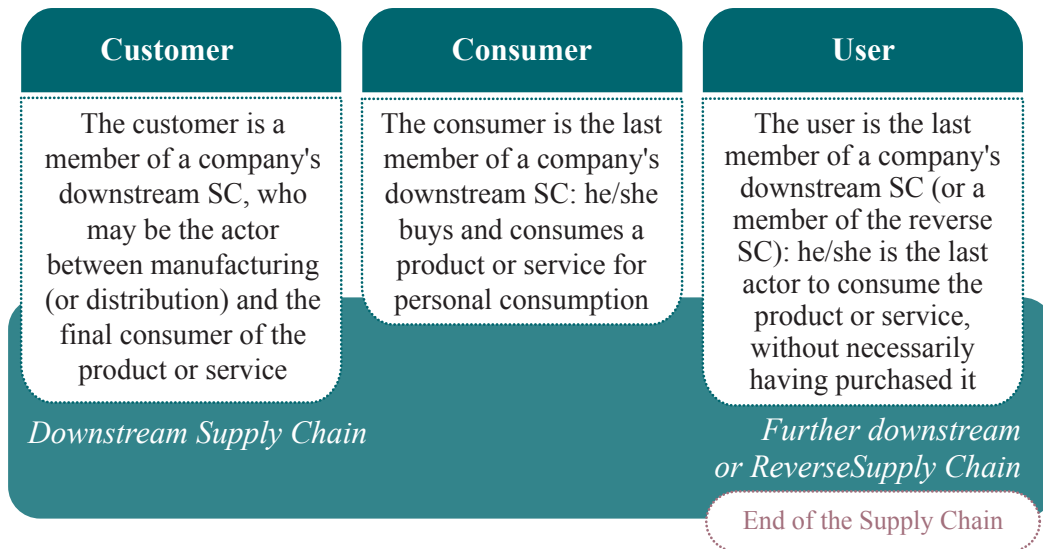 Customer
The customer is a
member of a company's
downstream SC, who
may be the actor
between manufacturing
(or distribution) and the
final consumer of the
product or service
Consumer
The consumer is the last
member of a company's
downstream SC: he/she
buys and consumes a
product or service for
personal consumption
User
The user is the last
member of a company's
downstream SC (or a
member of the reverse
SC): he/she is the last
actor to consume the
product or service,
without necessarily
having purchased it
Downstream Supply Chain
Further downstream
or ReverseSupply Chain
End of the Supply Chain